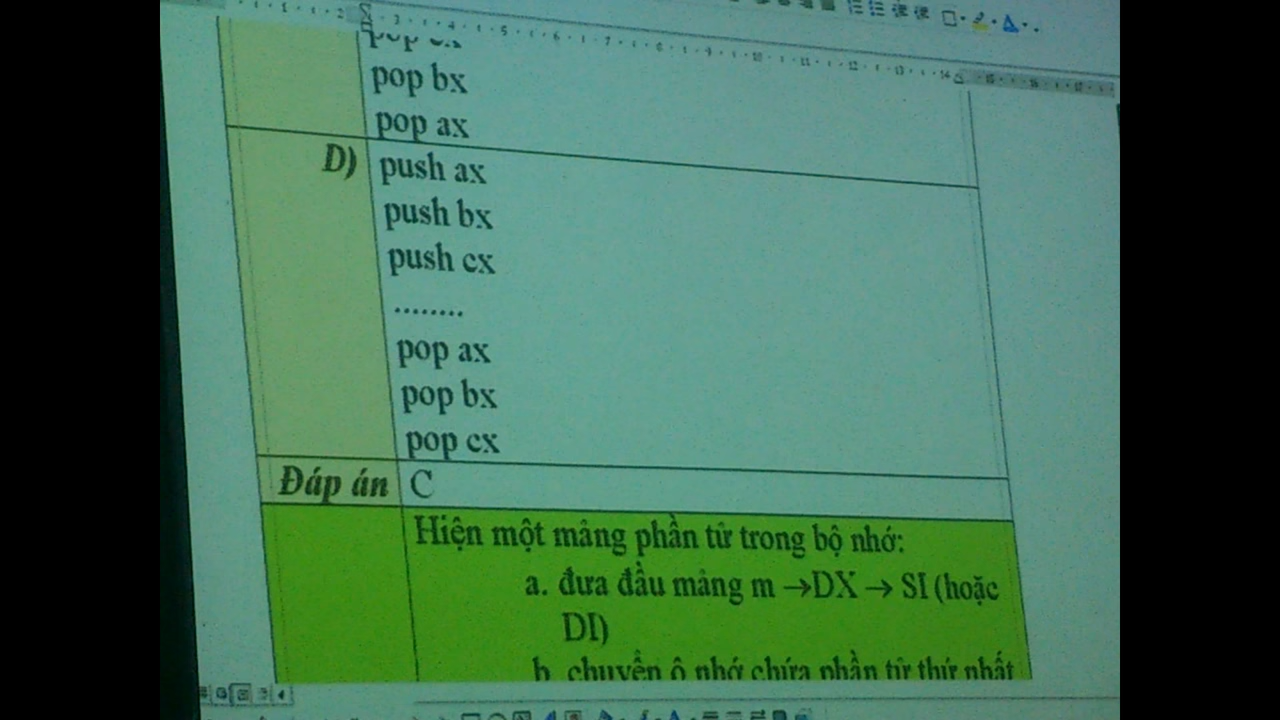 pop cx
pop bx
pop ax
D) push ax
push bx
push cx
........
pop ax
pop bx
pop cx
Đáp án C
Hiện một mảng phần tử trong bộ nhớ:
a. đưa đầu mảng m →DX → SI (hoặc
DI)
b. chuyển ô nhớ chứa phần tử thứ nhất